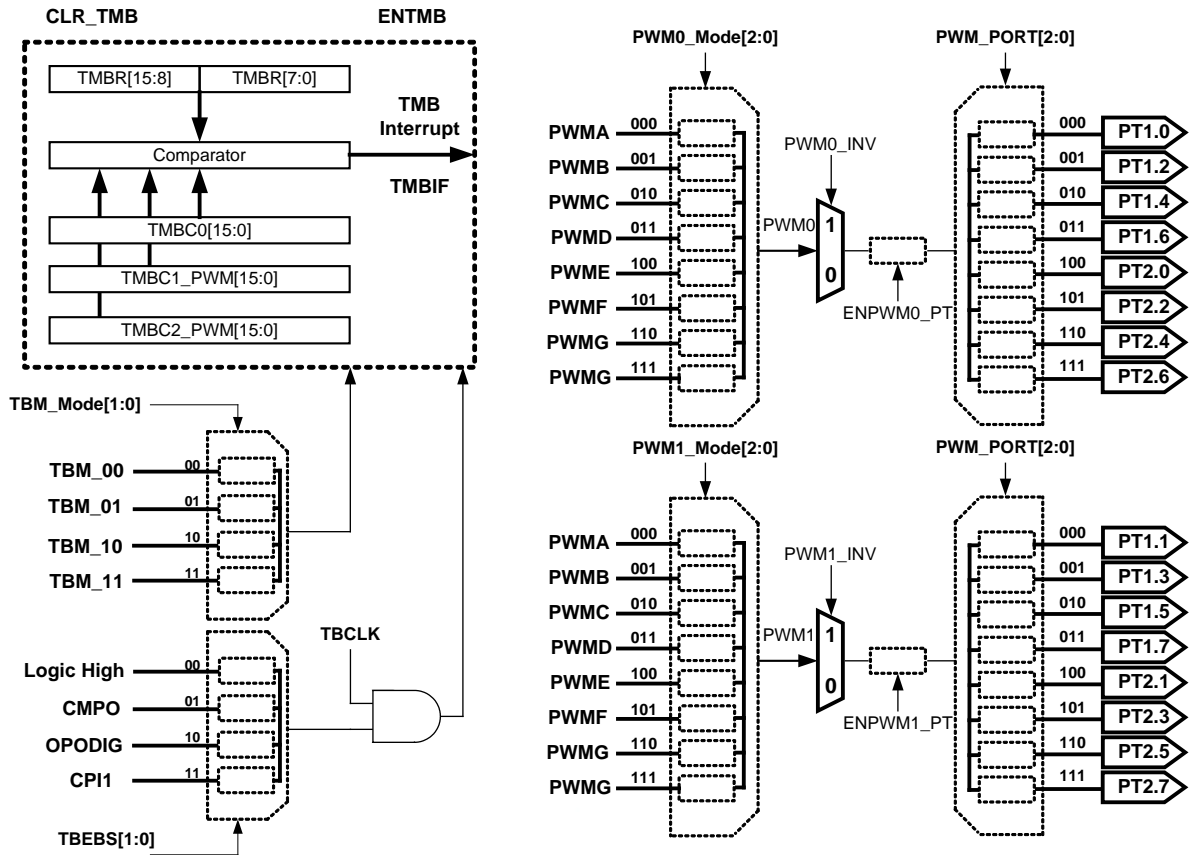 CLR_TMB
ENTMB
TMBR[15:8]
TMBR[7:0]
TMB
Interrupt
Comparator
TMBIF
TMBC0[15:0]
TMBC1_PWM[15:0]
TMBC2_PWM[15:0]
TBM_Mode[1:0]
TBM_00
00
TBM_01
01
TBM_10
10
TBM_11
11
TBCLK
Logic High
00
CMPO
01
OPODIG
10
CPI1
11
TBEBS[1:0]
PWM0_Mode[2:0]
PWM_PORT[2:0]
PWMA
000
PWMB
001
PWMC
010
PWMD
011
PWME
100
PWMF
101
PWMG
110
PWMG
111
PWM0_INV
PWM0
1
0
ENPWM0_PT
000
PT1.0
001
PT1.2
010
PT1.4
011
PT1.6
100
PT2.0
101
PT2.2
110
PT2.4
111
PT2.6
PWM1_Mode[2:0]
PWM_PORT[2:0]
PWMA
000
PWMB
001
PWMC
010
PWMD
011
PWME
100
PWMF
101
PWMG
110
PWMG
111
PWM1_INV
PWM1
1
0
ENPWM1_PT
000
PT1.1
001
PT1.3
010
PT1.5
011
PT1.7
100
PT2.1
101
PT2.3
110
PT2.5
111
PT2.7